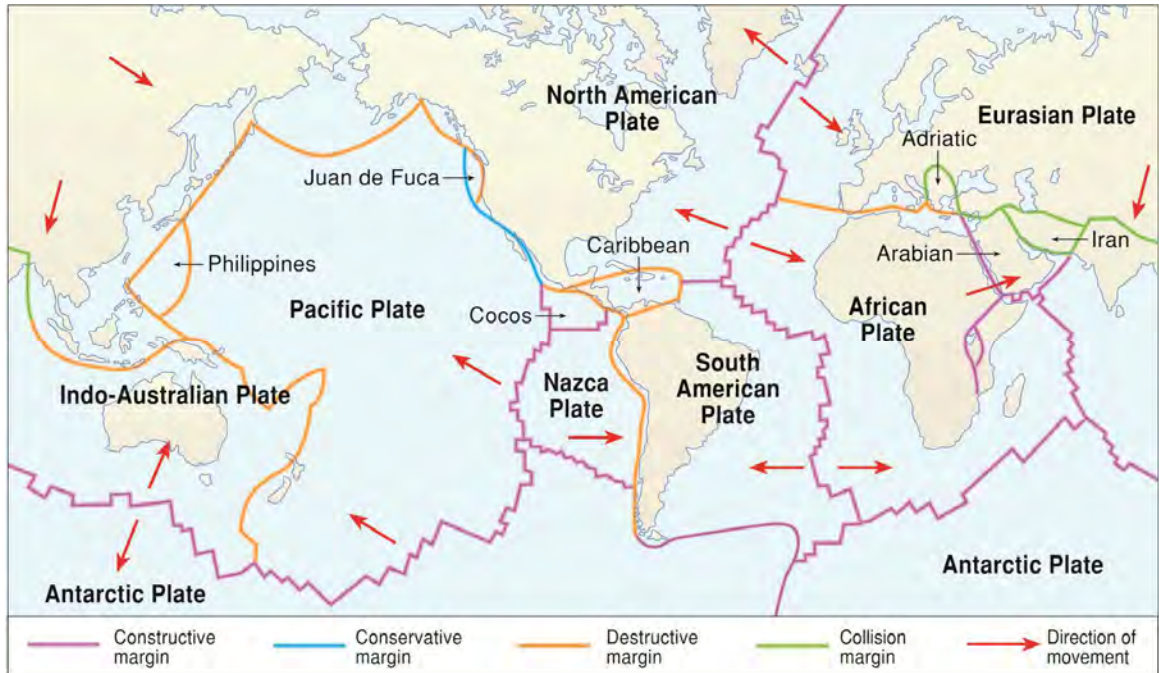 North American
Plate
Eurasian Plate
Adriatic
Juan de Fuca
Philippines
Caribbean
Arabian
Iran
Pacific Plate
Cocos
African
Plate
Indo-Australian Plate
Nazca
Plate
South
American
Plate
Antarctic Plate
Antarctic Plate
Constructive
margin
Conservative
margin
Destructive
margin
Collision
margin
Direction of
movement